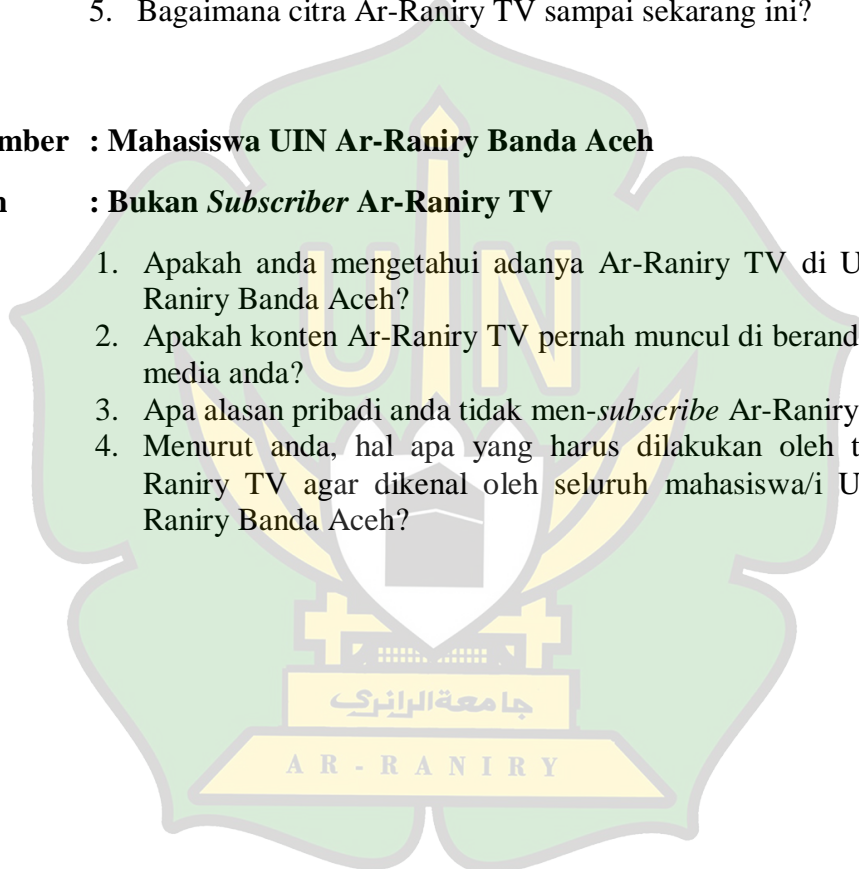 5. Bagaimana citra Ar-Raniry TV sampai sekarang ini?
mber : Mahasiswa UIN Ar-Raniry Banda Aceh
: Bukan Subscriber Ar-Raniry TV
1. Apakah anda mengetahui adanya Ar-Raniry TV di U
Raniry Banda Aceh?
2. Apakah konten Ar-Raniry TV pernah muncul di berand
media anda?
3. Apa alasan pribadi anda tidak men-subscribe Ar-Raniry
4. Menurut anda, hal apa yang harus dilakukan oleh t
Raniry TV agar dikenal oleh seluruh mahasiswa/i U
Raniry Banda Aceh?
UIN
جامعة الرانري
AR-RANIRY